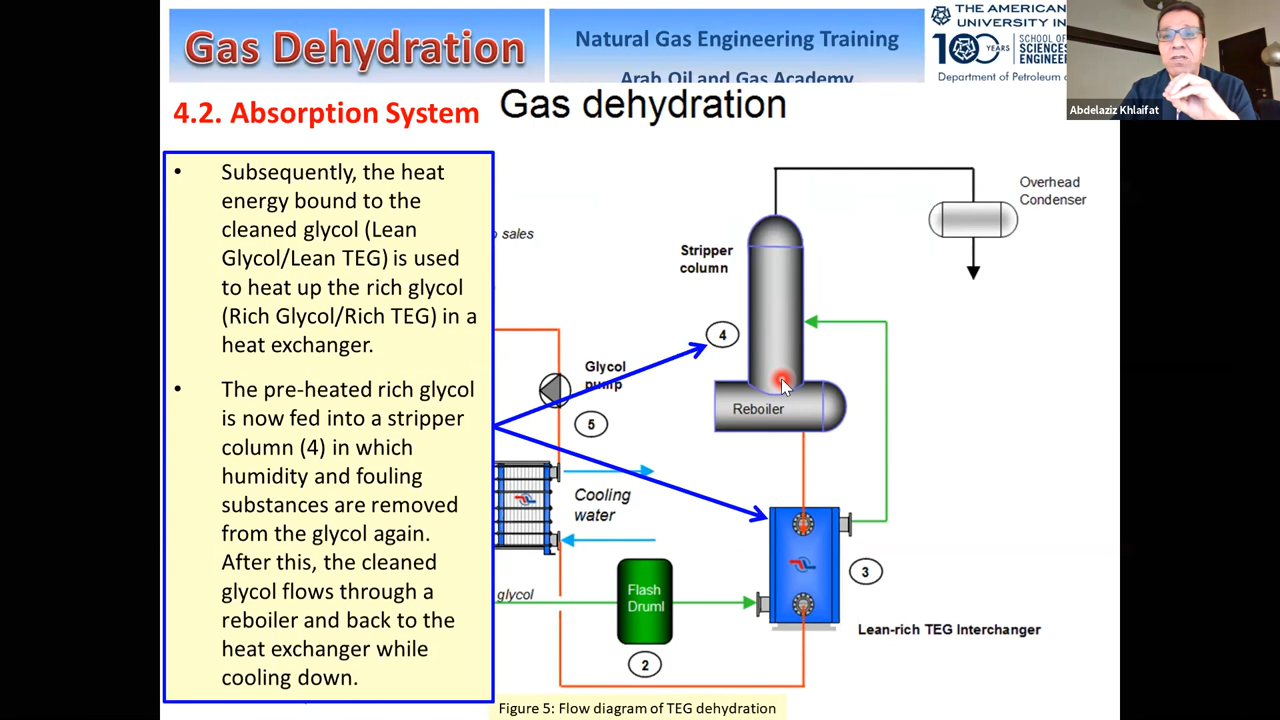 Gas Dehydration
Natural Gas Engineering Training
Arab Oil and Gas Academy
THE AMERICAN
UNIVERSITY IN
100 YEARS
SCHOOL OF
SCIENCES
ENGINEER
Department of Petroleum
Abdelaziz Khlaifat
4.2. Absorption System
Gas dehydration
• Subsequently, the heat
energy bound to the
cleaned glycol (Lean
Glycol/Lean TEG) is used
to heat up the rich glycol
(Rich Glycol/Rich TEG) in a
heat exchanger.
• The pre-heated rich glycol
is now fed into a stripper
column (4) in which
humidity and fouling
substances are removed
from the glycol again.
After this, the cleaned
glycol flows through a
reboiler and back to the
heat exchanger while
cooling down.
sales
Overhead
Condenser
Stripper
column
4
Glycol
pump
5
Reboiler
Cooling
water
glycol
Flash
Druml
2
3
Lean-rich TEG Interchanger
Figure 5: Flow diagram of TEG dehydration